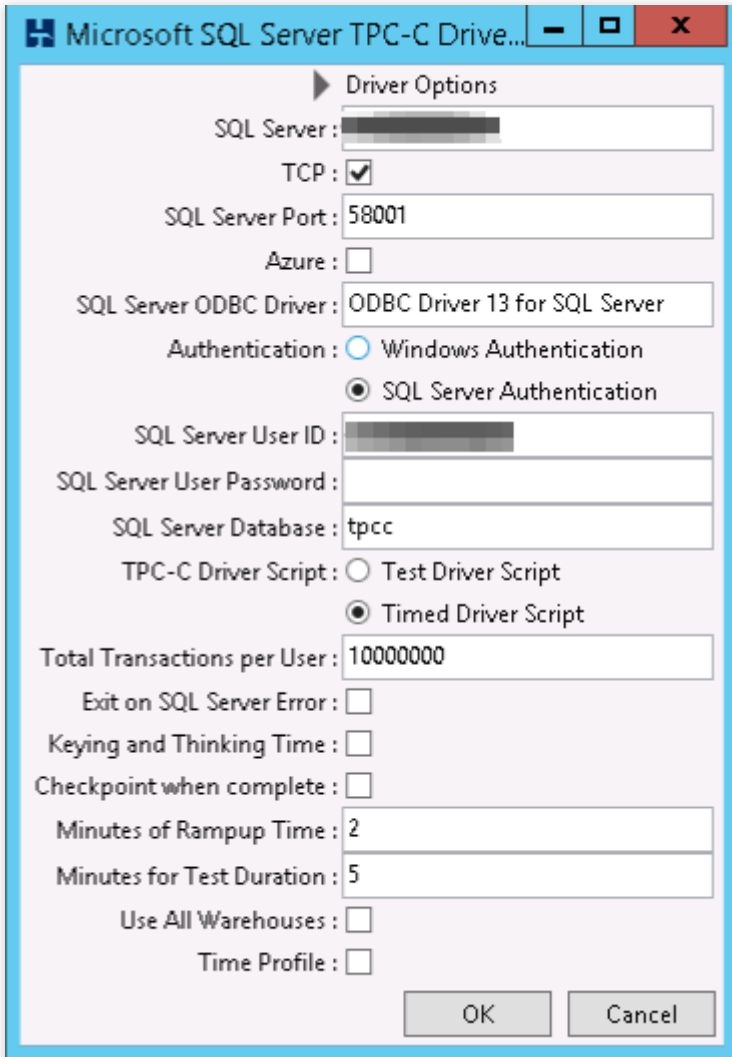 Microsoft SQL Server TPC-C Drive...
Driver Options
SQL Server :
TCP :
SQL Server Port : 58001
Azure :
SQL Server ODBC Driver : ODBC Driver 13 for SQL Server
Authentication : Windows Authentication
SQL Server Authentication
SQL Server User ID :
SQL Server User Password :
SQL Server Database : tpcc
TPC-C Driver Script : Test Driver Script
Timed Driver Script
Total Transactions per User : 10000000
Exit on SQL Server Error :
Keying and Thinking Time :
Checkpoint when complete :
Minutes of Rampup Time : 2
Minutes for Test Duration : 5
Use All Warehouses :
Time Profile :
OK Cancel